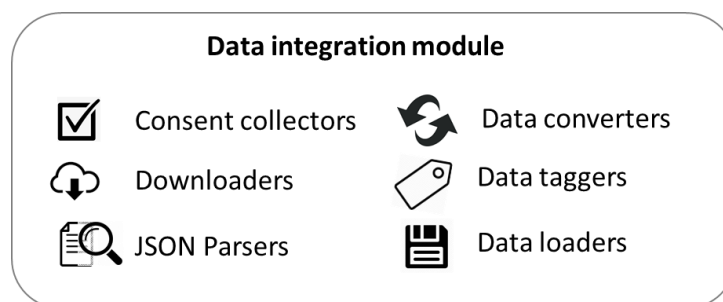 Data integration module
Consent collectors
Downloaders
JSON Parsers
Data converters
Data taggers
Data loaders